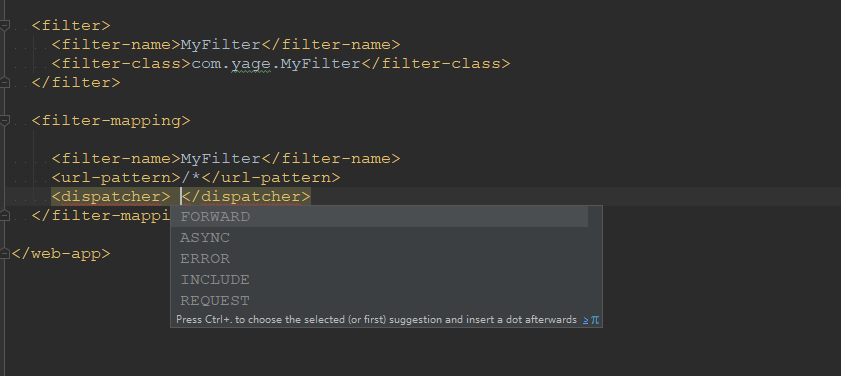 <filter>
<filter-name>MyFilter</filter-name>
<filter-class>com.yage.MyFilter</filter-class>
</filter>
<filter-mapping>
<filter-name>MyFilter</filter-name>
<url-pattern>/*</url-pattern>
<dispatcher> </dispatcher>
</filter-mappi
FORWARD
ASYNC
ERROR
INCLUDE
REQUEST
Press Ctrl+. to choose the selected (or first) suggestion and insert a dot afterwards ≥ π
</web-app>